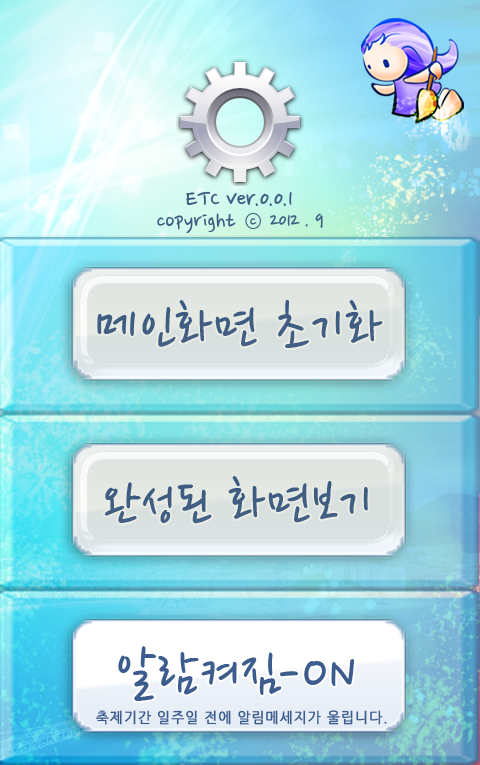 ETC ver.0.0.1
copyright ⓒ 2012 . 9
메인화면 초기화
완성된 화면보기
알람켜짐-ON
축제기간 일주일 전에 알림메세지가 울립니다.